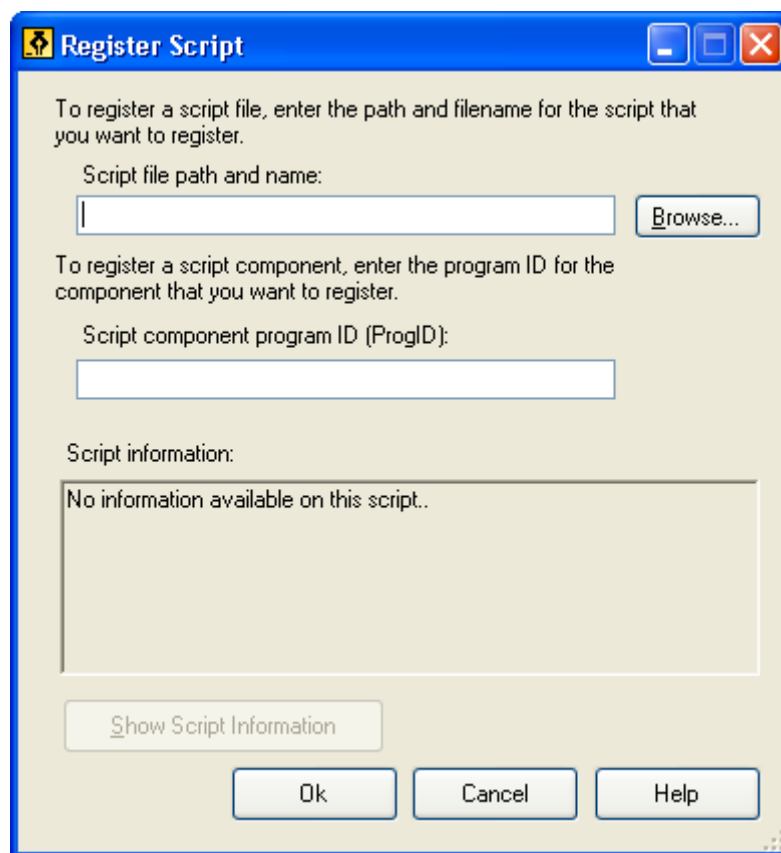 Register Script
To register a script file, enter the path and filename for the script that
you want to register.
Script file path and name:
Browse...
To register a script component, enter the program ID for the
component that you want to register.
Script component program ID (ProgID):
Script information:
No information available on this script..
Show Script Information
Ok Cancel Help